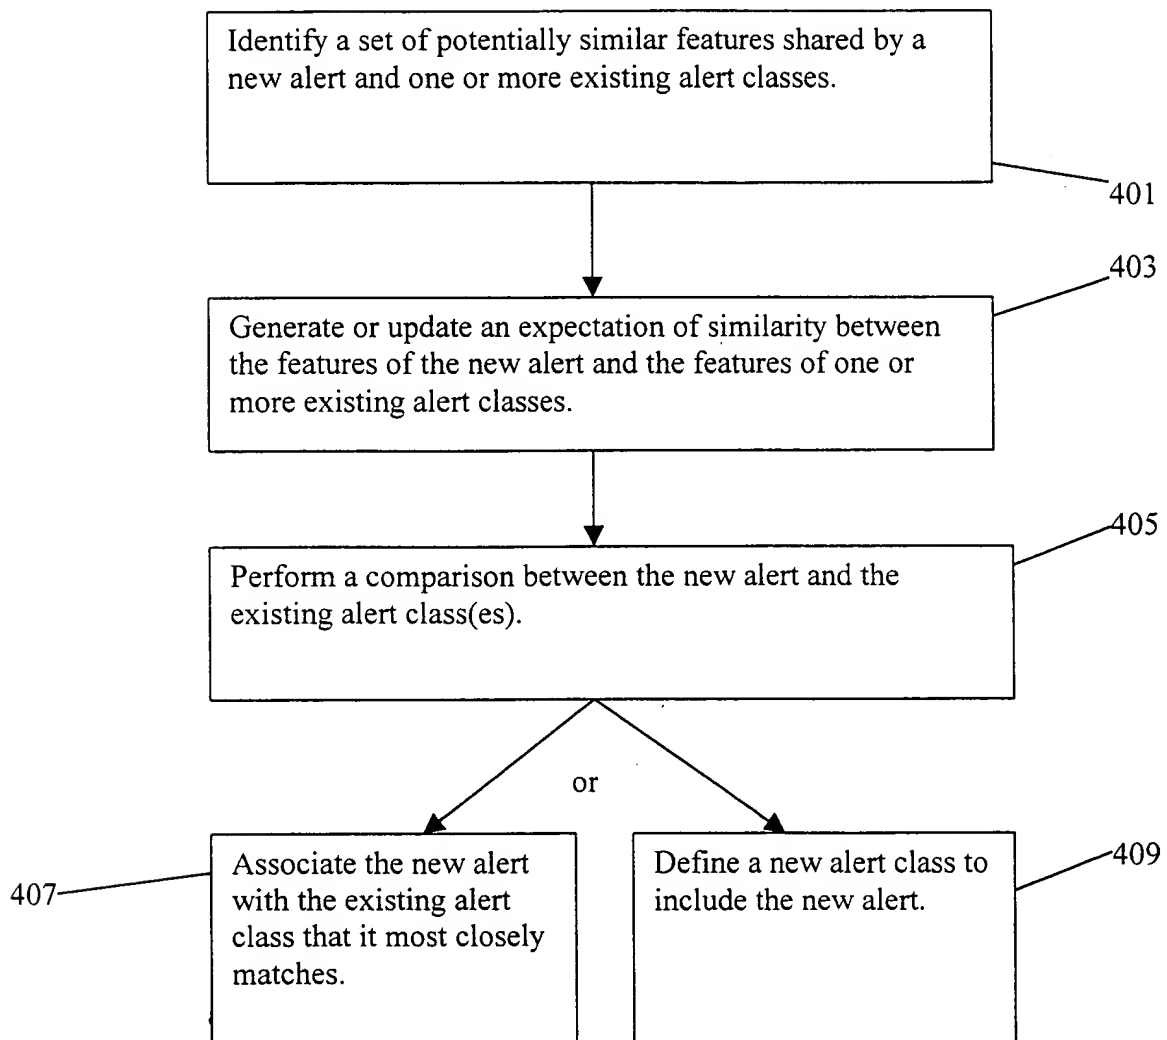 Identify a set of potentially similar features shared by a
new alert and one or more existing alert classes.
401
403
Generate or update an expectation of similarity between
the features of the new alert and the features of one or
more existing alert classes.
405
Perform a comparison between the new alert and the
existing alert class(es).
or
407
Associate the new alert
with the existing alert
class that it most closely
matches.
Define a new alert class to
include the new alert.
409